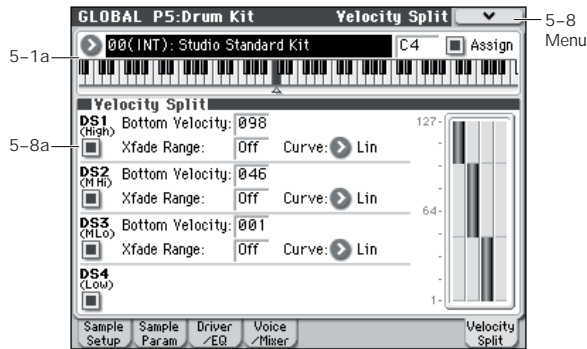 GLOBAL P5:Drum Kit Velocity Split
5–8 Menu
5–1a
00(INT): Studio Standard Kit C4 Assign
Velocity Split
DS1 (High) Bottom Velocity: 098
5–8a
Xfade Range: Off Curve: Lin
DS2 (M Hi) Bottom Velocity: 046
Xfade Range: Off Curve: Lin
DS3 (MLo) Bottom Velocity: 001
Xfade Range: Off Curve: Lin
DS4 (Low)
127-
64-
1-
Sample Setup
Sample Param
Driver /EQ
Voice /Mixer
Velocity Split